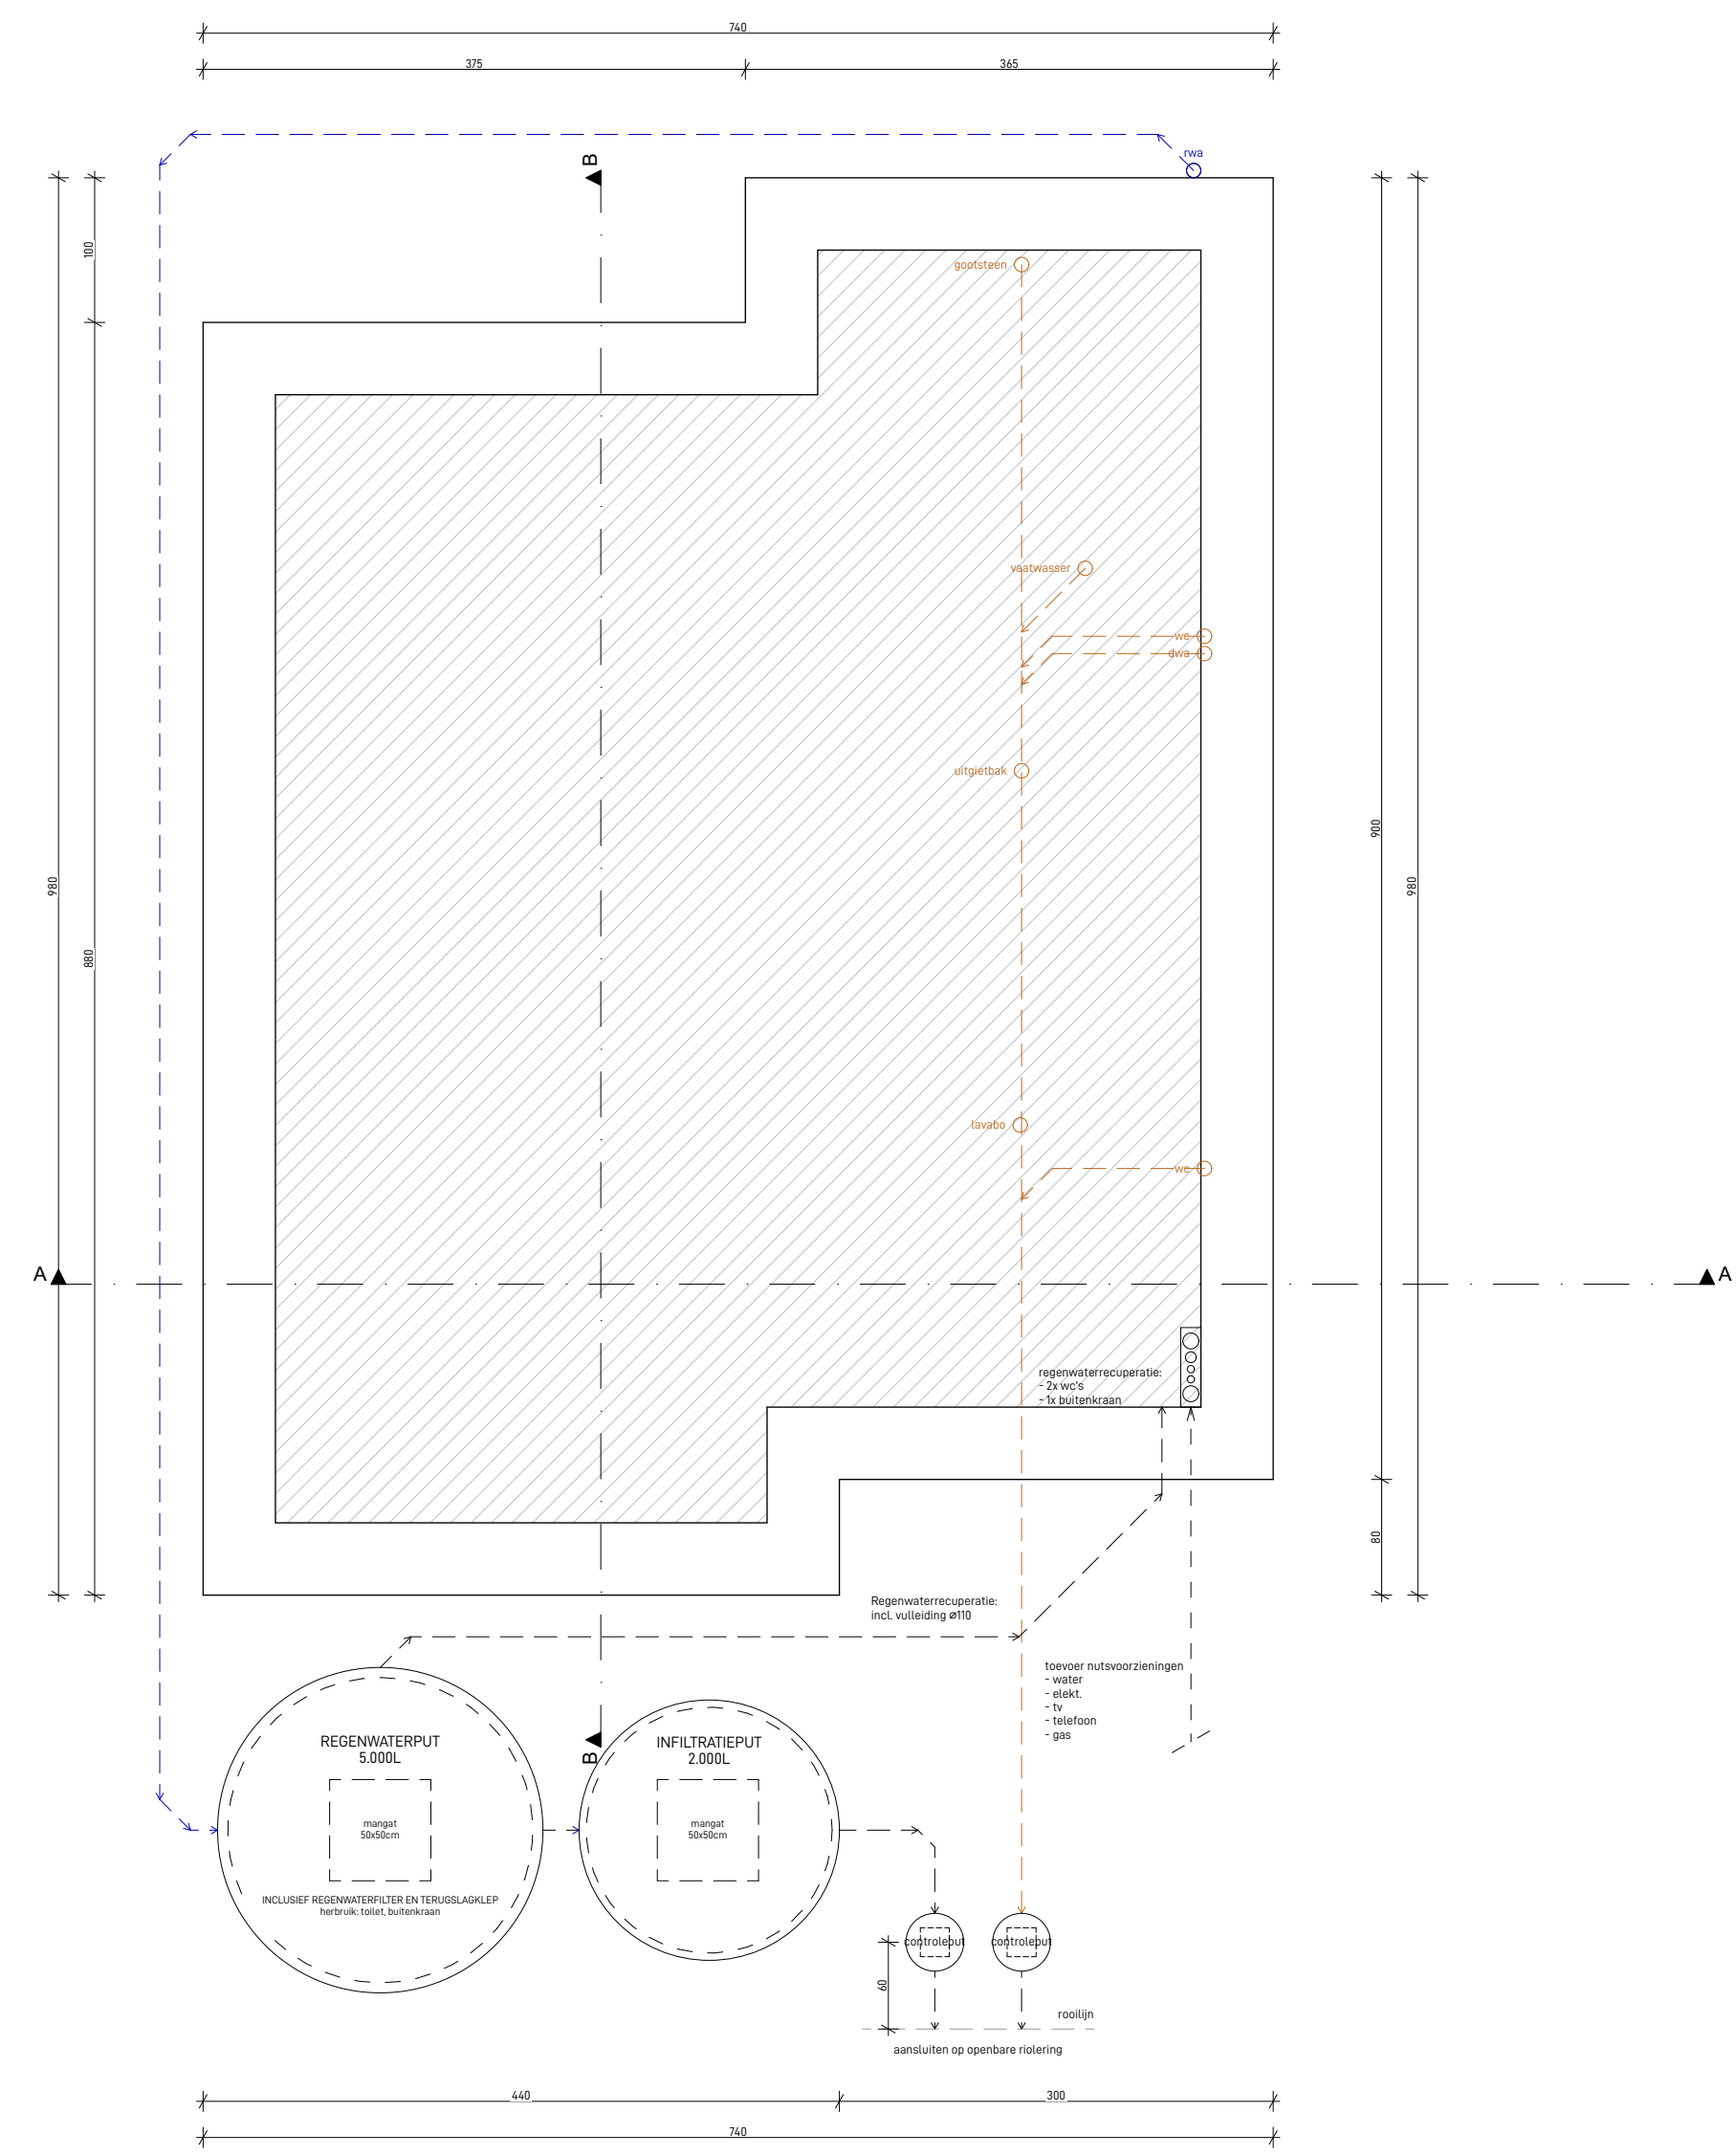 740
375
365
B
rwa
100
gootsteen
vaatwasser
we
dwa
uitgietbak
900
980
980
880
lavabo
we
A
A
regenwaterrecuperatie:
- 2x wc's
- 1x buitenkraan
80
Regenwaterrecuperatie:
incl. vulleiding ⌀110
toevoer nutsvoorzieningen
- water
- elekt.
- tv
- telefoon
- gas
REGENWATERPUT
5.000L
B
INFILTRATIEPUT
2.000L
mangat
50x50cm
mangat
50x50cm
INCLUSIEF REGENWATERFILTER EN TERUGSLAGKLEP
herbruik: toilet, buitenkraan
controleput
controleput
60
rooilijn
aansluiten op openbare riolering
440
300
740